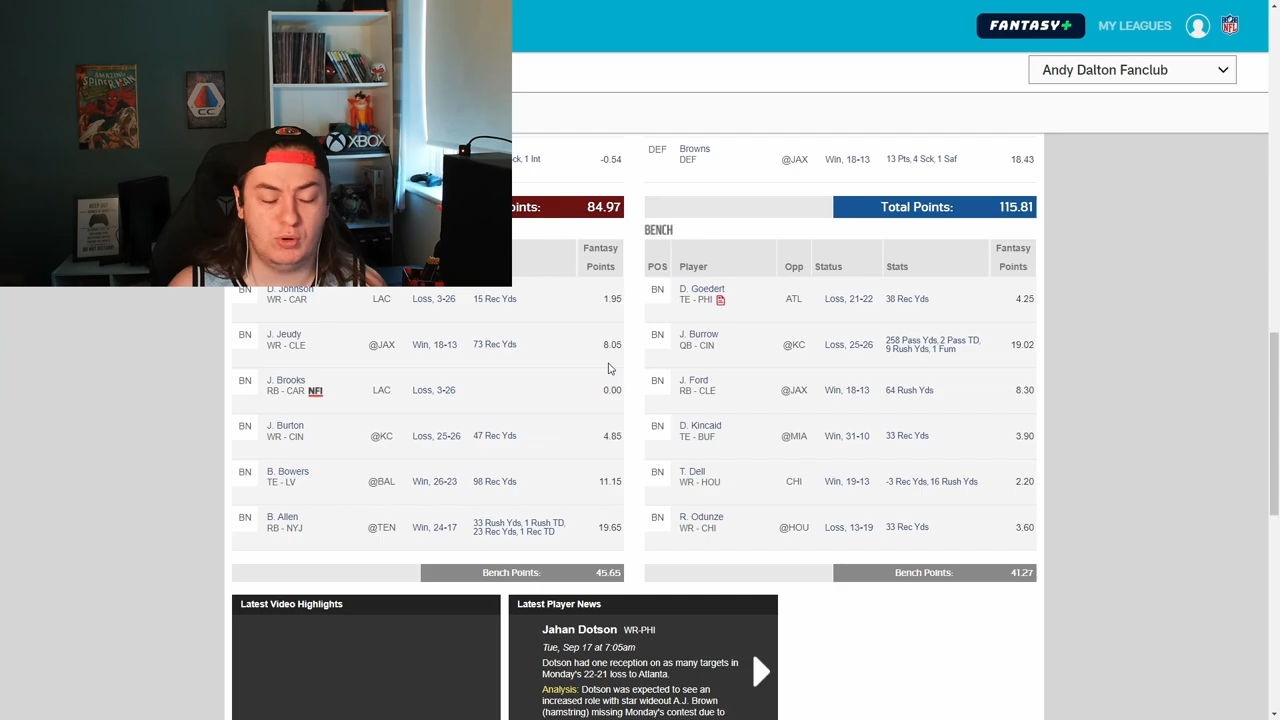 FANTASY+
MY LEAGUES
Andy Dalton Fanclub
XBOX
ck, 1 Int
-0.54
DEF
Browns
DEF
@JAX
Win, 18-13
13 Pts, 4 Sck, 1 Saf
18.43
oints:
84.97
Total Points:
115.81
BENCH
Fantasy
Points
POS
Player
Opp
Status
Stats
Fantasy
Points
BN
D. Johnson
WR - CAR
LAC
Loss, 3-26
15 Rec Yds
1.95
BN
J. Jeudy
WR - CLE
@JAX
Win, 18-13
73 Rec Yds
8.05
BN
J. Brooks
RB - CAR NFI
LAC
Loss, 3-26
0.00
BN
J. Burton
WR - CIN
@KC
Loss, 25-26
47 Rec Yds
4.85
BN
B. Bowers
TE - LV
@BAL
Win, 26-23
98 Rec Yds
11.15
BN
B. Allen
RB - NYJ
@TEN
Win, 24-17
33 Rush Yds, 1 Rush TD,
23 Rec Yds, 1 Rec TD
19.65
Bench Points:
45.65
BN
D. Goedert
TE - PHI
ATL
Loss, 21-22
38 Rec Yds
4.25
BN
J. Burrow
QB - CIN
@KC
Loss, 25-26
258 Pass Yds, 2 Pass TD,
9 Rush Yds, 1 Fum
19.02
BN
J. Ford
RB - CLE
@JAX
Win, 18-13
64 Rush Yds
8.30
BN
D. Kincaid
TE - BUF
@MIA
Win, 31-10
33 Rec Yds
3.90
BN
T. Dell
WR - HOU
CHI
Win, 19-13
-3 Rec Yds, 16 Rush Yds
2.20
BN
R. Odunze
WR - CHI
@HOU
Loss, 13-19
33 Rec Yds
3.60
Bench Points:
41.27
Latest Video Highlights
Latest Player News
Jahan Dotson WR-PHI
Tue, Sep 17 at 7:05am
Dotson had one reception on as many targets in
Monday's 22-21 loss to Atlanta.
Analysis: Dotson was expected to see an
increased role with star wideout A.J. Brown
(hamstring) missing Monday's contest due to